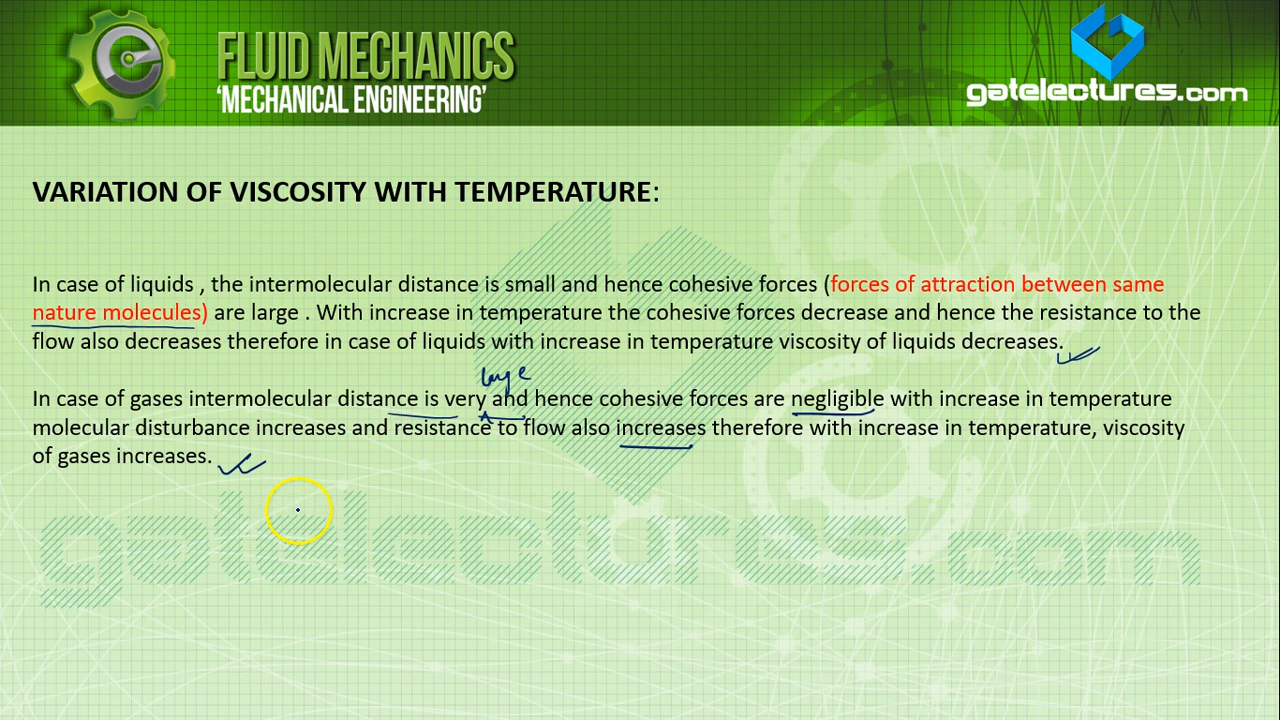 FLUID MECHANICS
'MECHANICAL ENGINEERING'
gatelectures.com
VARIATION OF VISCOSITY WITH TEMPERATURE:
In case of liquids , the intermolecular distance is small and hence cohesive forces (forces of attraction between same
nature molecules) are large . With increase in temperature the cohesive forces decrease and hence the resistance to the
flow also decreases therefore in case of liquids with increase in temperature viscosity of liquids decreases.
large
In case of gases intermolecular distance is very and hence cohesive forces are negligible with increase in temperature
molecular disturbance increases and resistance to flow also increases therefore with increase in temperature, viscosity
of gases increases.
gatelectures.com